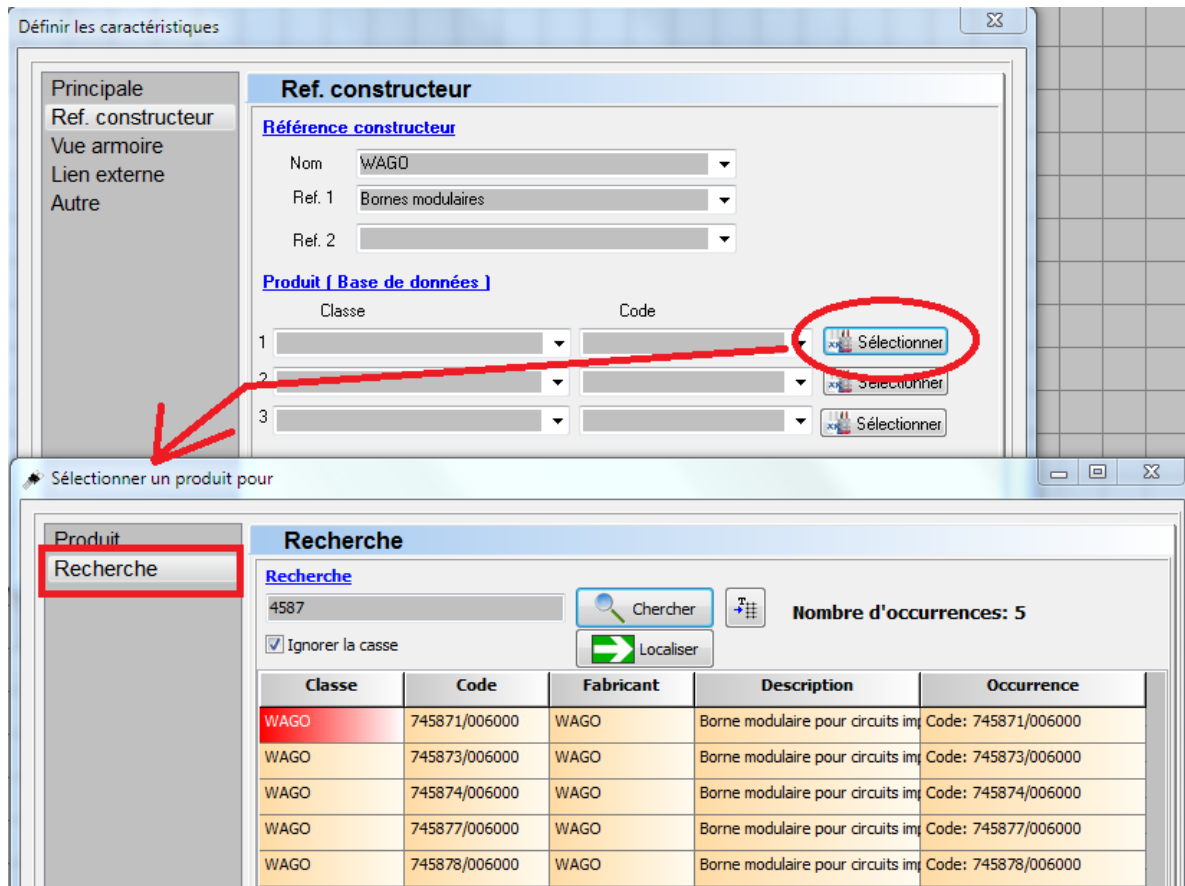 Définir les caractéristiques
Principale
Ref. constructeur
Vue armoire
Lien externe
Autre
Ref. constructeur
Référence constructeur
Nom WAGO
Ref. 1 Bornes modulaires
Ref. 2
Produit ( Base de données )
Classe Code
1 Sélectionner
2 Sélectionner
3 Sélectionner
Sélectionner un produit pour
Produit
Recherche
Recherche
Recherche
4587 Chercher Nombre d'occurrences: 5
Ignorer la casse Localiser
Classe Code Fabricant Description Occurrence
WAGO 745871/006000 WAGO Borne modulaire pour circuits im Code: 745871/006000
WAGO 745873/006000 WAGO Borne modulaire pour circuits im Code: 745873/006000
WAGO 745874/006000 WAGO Borne modulaire pour circuits im Code: 745874/006000
WAGO 745877/006000 WAGO Borne modulaire pour circuits im Code: 745877/006000
WAGO 745878/006000 WAGO Borne modulaire pour circuits im Code: 745878/006000